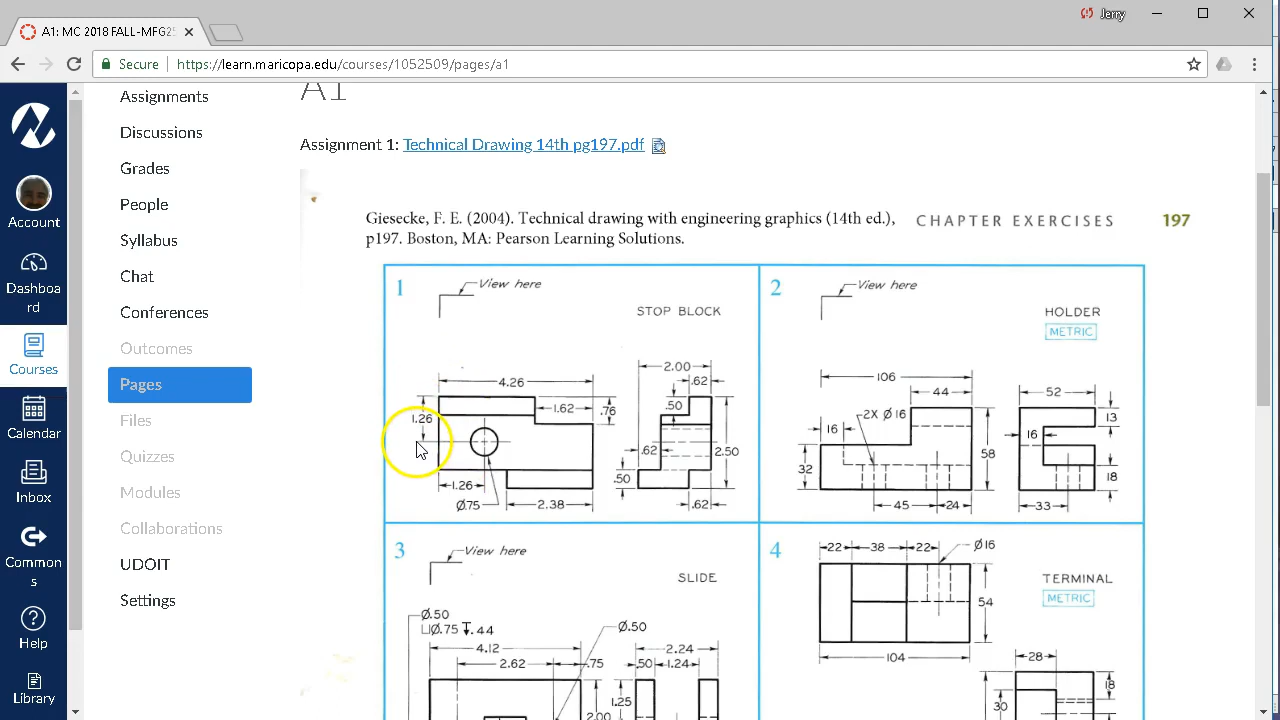 Jerry
A1: MC 2018 FALL-MFG25
Secure
https://learn.maricopa.edu/courses/1052509/pages/a1
Account
Dashboa
rd
Courses
Calendar
Inbox
Common
s
Help
Library
Assignments
Discussions
Grades
People
Syllabus
Chat
Conferences
Outcomes
Pages
Files
Quizzes
Modules
Collaborations
UDOIT
Settings
A1
Assignment 1: Technical Drawing 14th pg197.pdf
Giesecke, F. E. (2004). Technical drawing with engineering graphics (14th ed.),
p197. Boston, MA: Pearson Learning Solutions.
CHAPTER EXERCISES 197
1
View here
STOP BLOCK
4.26
1.62
.76
1.26
1.26
Ø.75
2.38
2.00
.62
.50
.62
2.50
.50
.62
2
View here
HOLDER
METRIC
106
44
2X Ø16
16
32
58
45
24
52
13
16
18
33
3
View here
SLIDE
Ø.50
⌴Ø.75 ↧.44
Ø.50
4.12
2.62
.75
2.24
.50
1.24
1.25
2.00
4
22
38
22
Ø16
TERMINAL
METRIC
54
104
28
18
30